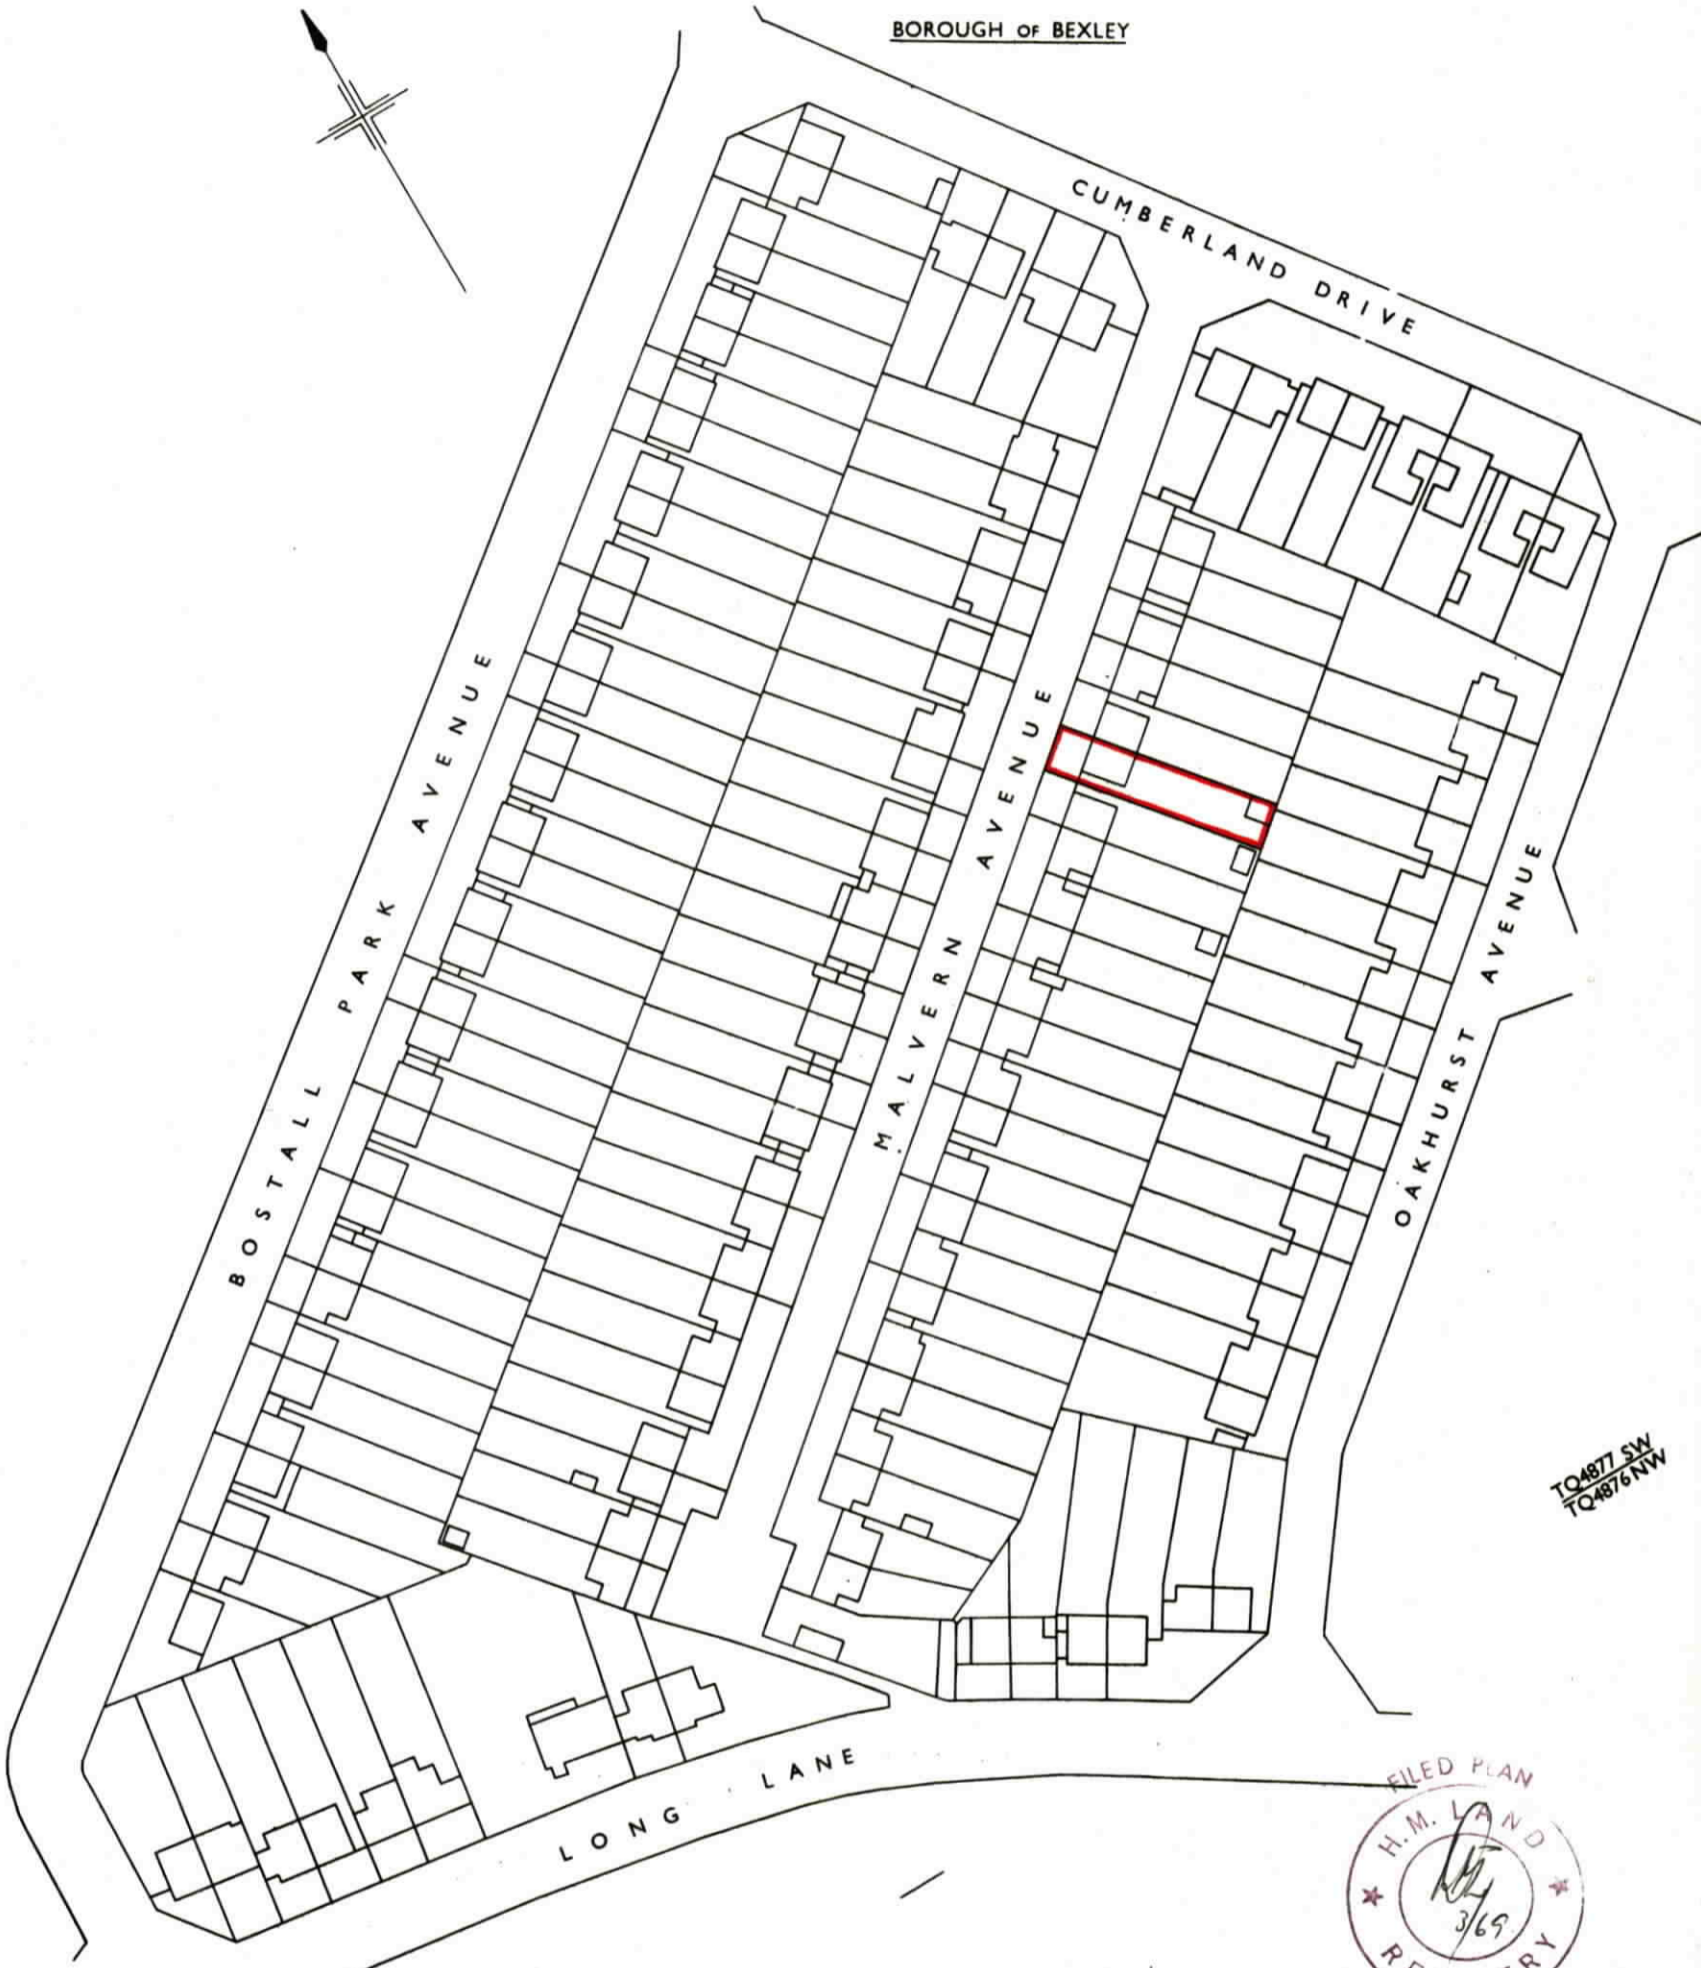 BOROUGH OF BEXLEY
CUMBERLAND DRIVE
BOSTALL PARK AVENUE
MALVERN AVENUE
OAKHURST AVENUE
TQ4877 SW
TQ4876 NW
LONG LANE
FILED PLAN
H.M. LAND
3/69